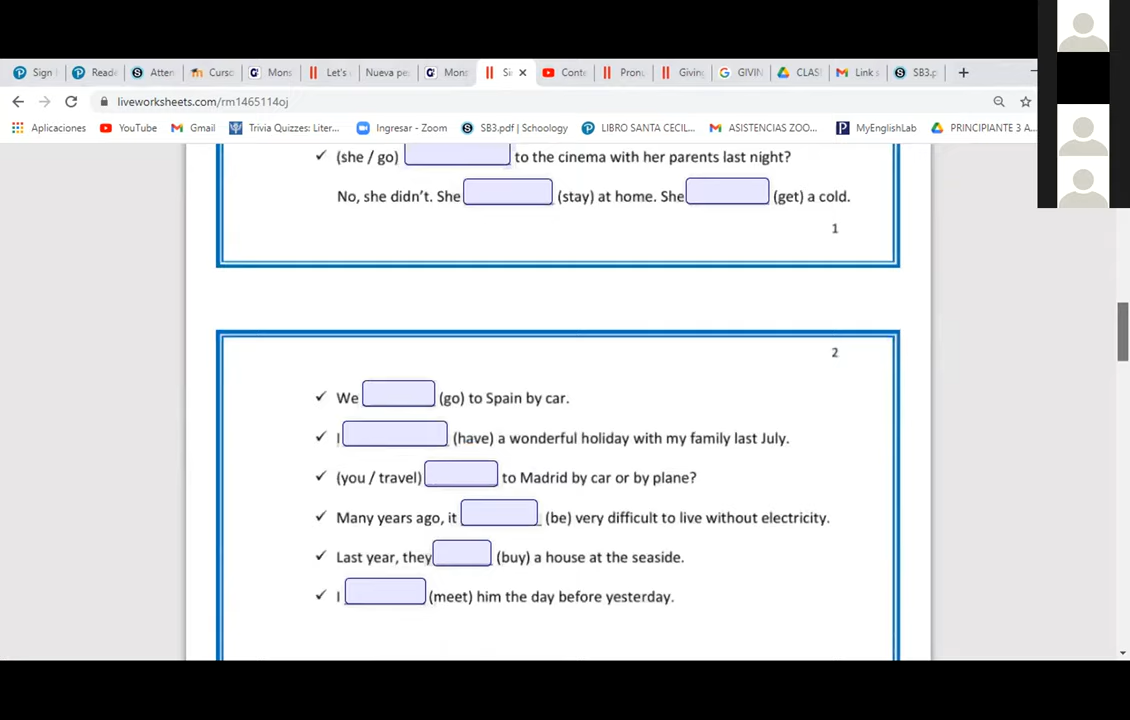 Sign
Reade
Atten
Curso
Mons
Let's
Nueva pe
Mons
Si
Conte
Pronu
Giving
GIVIN
CLAS
Link s
SB3.p
liveworksheets.com/rm1465114oj
Aplicaciones
YouTube
Gmail
Trivia Quizzes: Liter...
Ingresar - Zoom
SB3.pdf | Schoology
LIBRO SANTA CECIL...
ASISTENCIAS ZOO...
MyEnglishLab
PRINCIPIANTE 3 A
(she / go) to the cinema with her parents last night?
No, she didn't. She (stay) at home. She (get) a cold.
1
2
We (go) to Spain by car.
I (have) a wonderful holiday with my family last July.
(you / travel) to Madrid by car or by plane?
Many years ago, it (be) very difficult to live without electricity.
Last year, they (buy) a house at the seaside.
I (meet) him the day before yesterday.